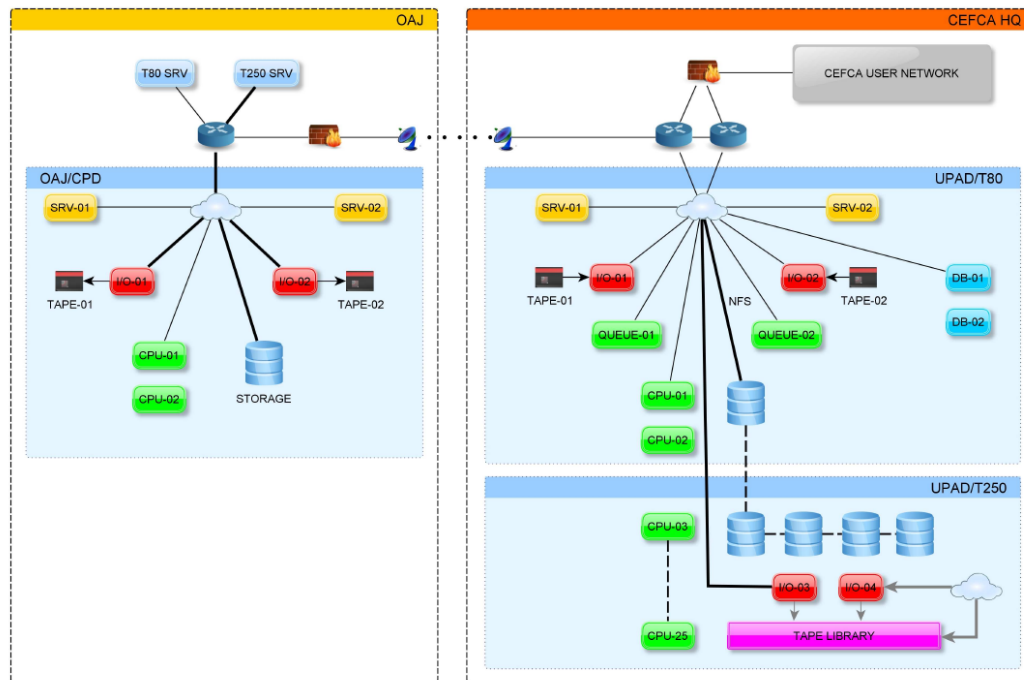 OAJ
T80 SRV
T250 SRV
OAJ/CPD
SRV-01
SRV-02
I/O-01
I/O-02
TAPE-01
TAPE-02
CPU-01
CPU-02
STORAGE
CEFCA HQ
CEFCA USER NETWORK
UPAD/T80
SRV-01
SRV-02
TAPE-01
I/O-01
I/O-02
TAPE-02
DB-01
NFS
QUEUE-01
QUEUE-02
DB-02
CPU-01
CPU-02
UPAD/T250
CPU-03
I/O-03
I/O-04
CPU-25
TAPE LIBRARY